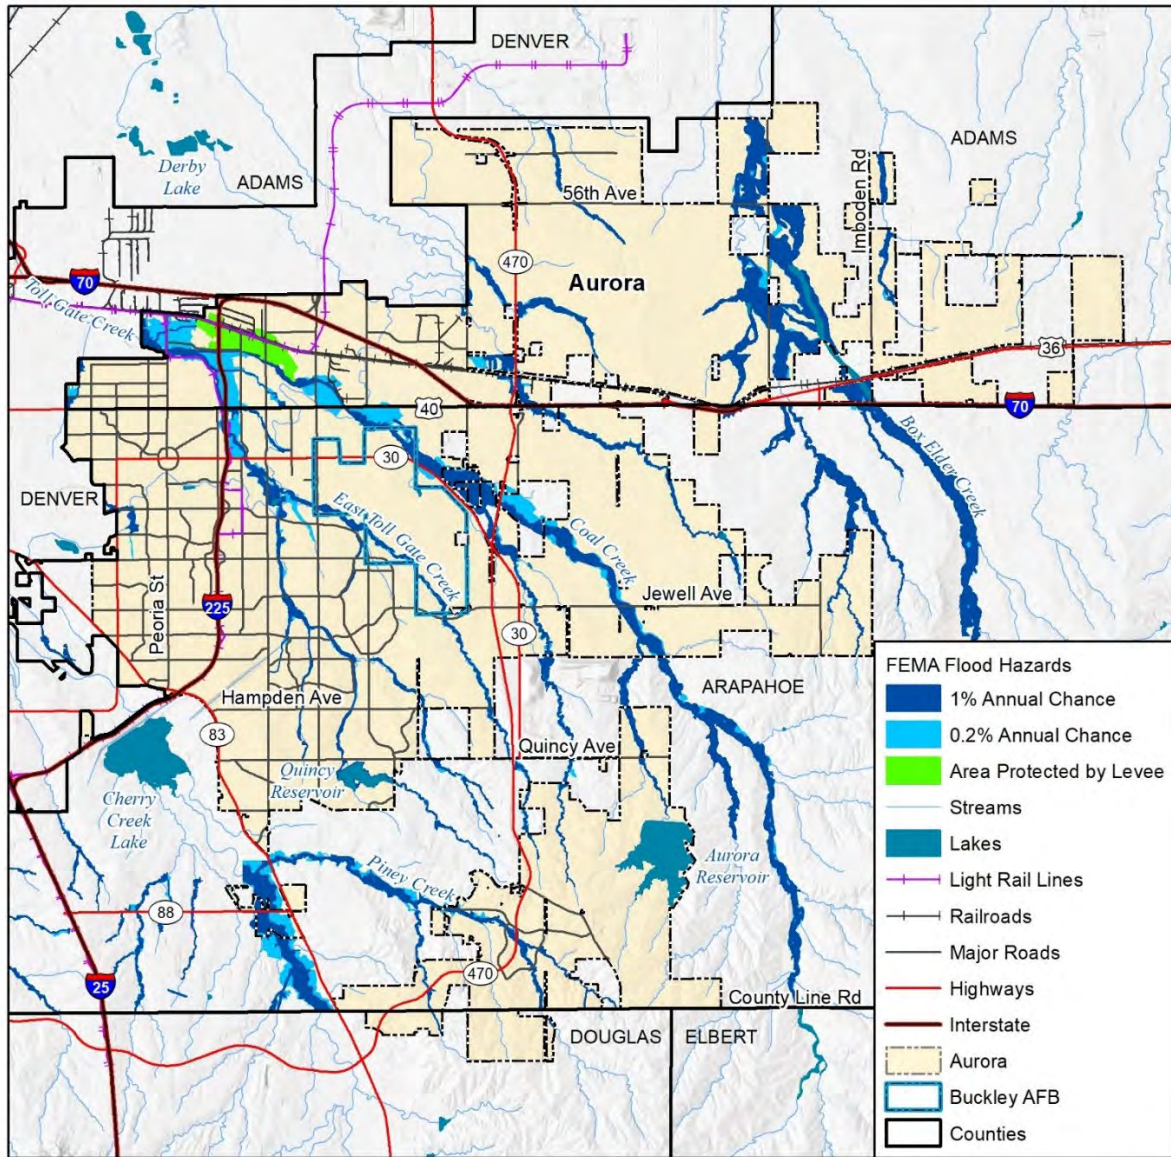 DENVER
ADAMS
Derby
Lake
ADAMS
56th Ave
Imboden Rd
470
Aurora
70
Toll Gate Creek
36
40
70
Box Elder Creek
30
DENVER
East Toll Gate Creek
Coal Creek
Peoria St
225
Jewell Ave
30
Hampden Ave
ARAPAHOE
83
Quincy Ave
Quincy
Reservoir
Cherry
Creek
Lake
Aurora
Reservoir
Piney Creek
88
470
25
County Line Rd
DOUGLAS
ELBERT
FEMA Flood Hazards
1% Annual Chance
0.2% Annual Chance
Area Protected by Levee
Streams
Lakes
Light Rail Lines
Railroads
Major Roads
Highways
Interstate
Aurora
Buckley AFB
Counties